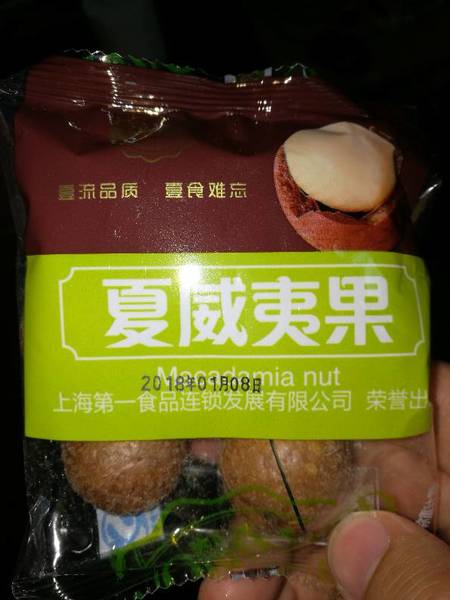 壹流品质 壹食难忘
夏威夷果
Macadamia nut
2018年01月08日
上海第一食品连锁发展有限公司 荣誉出